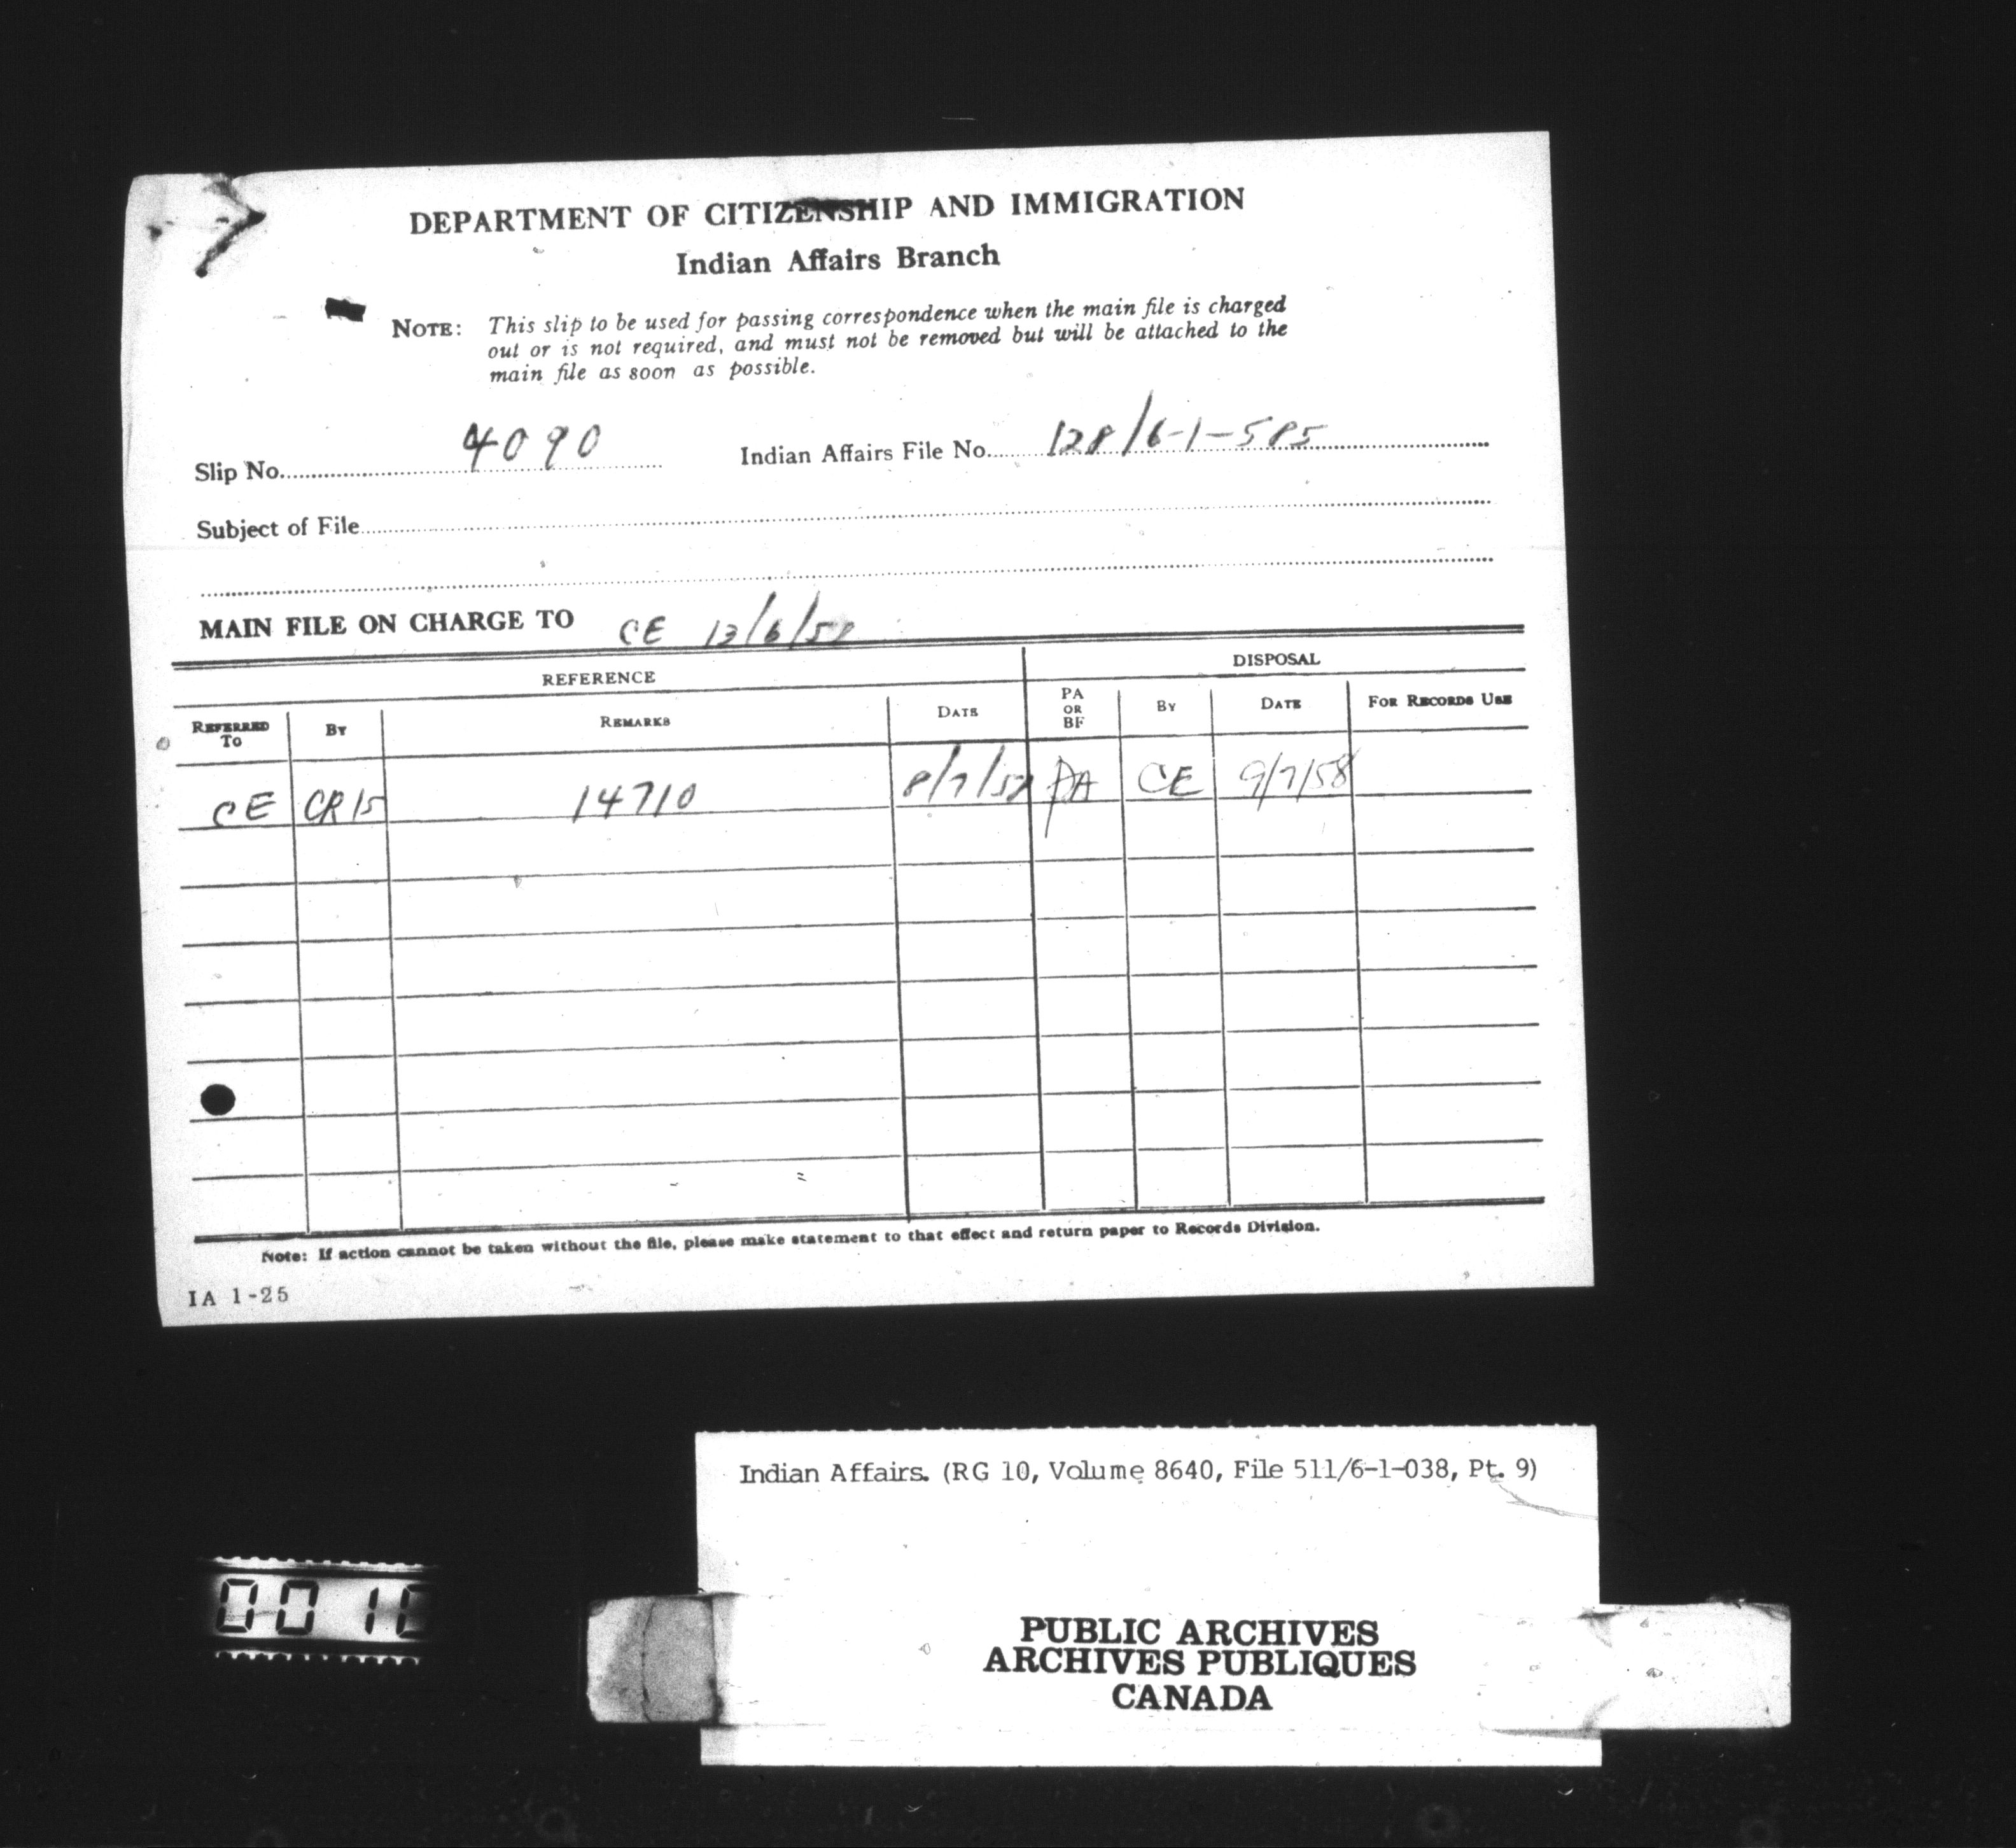 DEPARTMENT OF CITIZENSHIP AND IMMIGRATION
Indian Affairs Branch
NOTE: This slip to be used for passing correspondence when the main file is charged
out or is not required, and must not be removed but will be attached to the
main file as soon as possible.
Slip No. 4090 Indian Affairs File No. 128/6-1-585
Subject of File
MAIN FILE ON CHARGE TO CE 13/6/58
REFERENCE DISPOSAL
REFERRED TO BY REMARKS DATE PA OR BF BY DATE FOR RECORDS USE
CE CR15 14710 8/7/58 PA CE 9/7/58
Note: If action cannot be taken without the file, please make statement to that effect and return paper to Records Division.
IA 1-25
Indian Affairs. (RG 10, Volume 8640, File 511/6-1-038, Pt. 9)
0010
PUBLIC ARCHIVES
ARCHIVES PUBLIQUES
CANADA